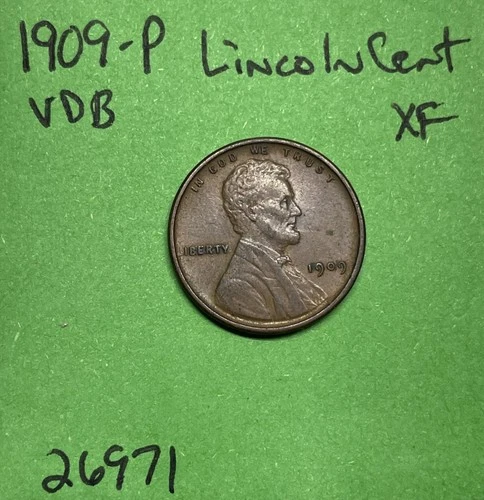 1909-P Lincoln Cent
VDB XF
IN GOD WE TRUST
LIBERTY 1909
26971